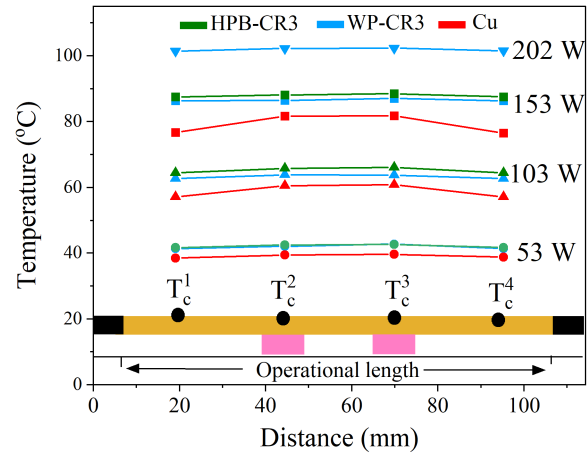 HPB-CR3 WP-CR3 Cu
120
100
80
60
40
20
0
Temperature (°C)
202 W
153 W
103 W
53 W
T_c^1 T_c^2 T_c^3 T_c^4
Operational length
0 20 40 60 80 100
Distance (mm)